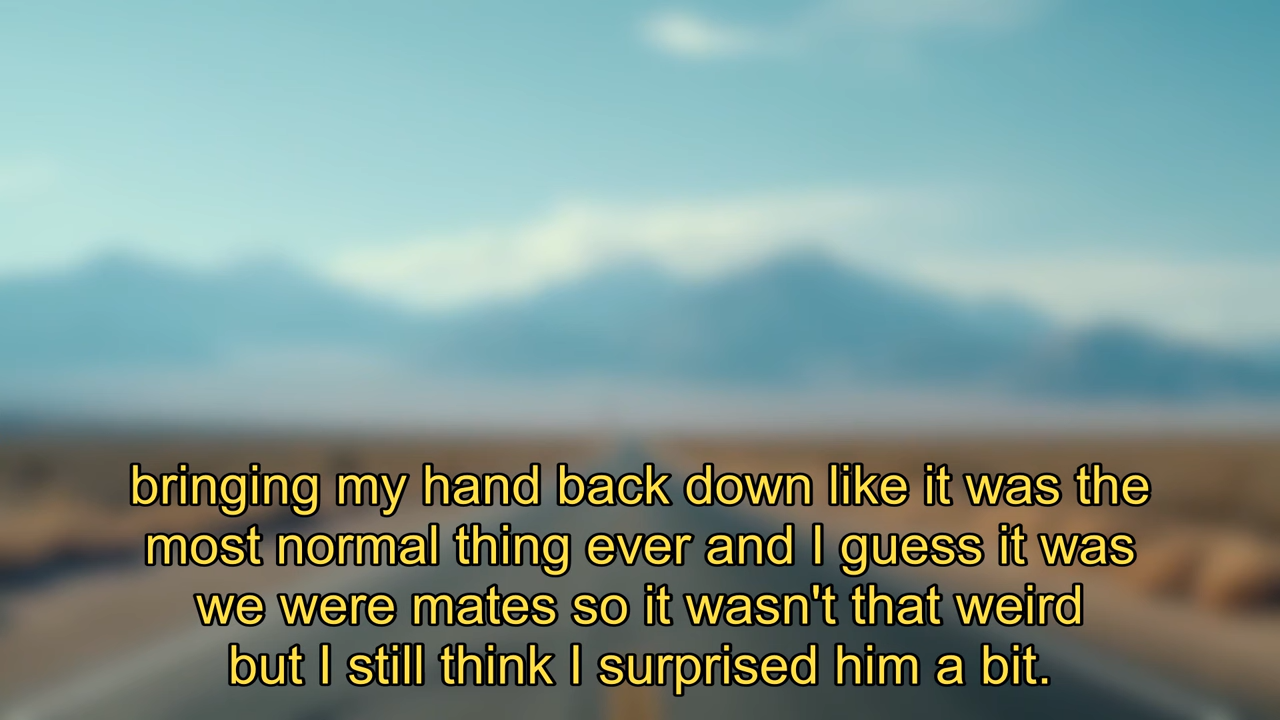 bringing my hand back down like it was the
most normal thing ever and I guess it was
we were mates so it wasn't that weird
but I still think I surprised him a bit.